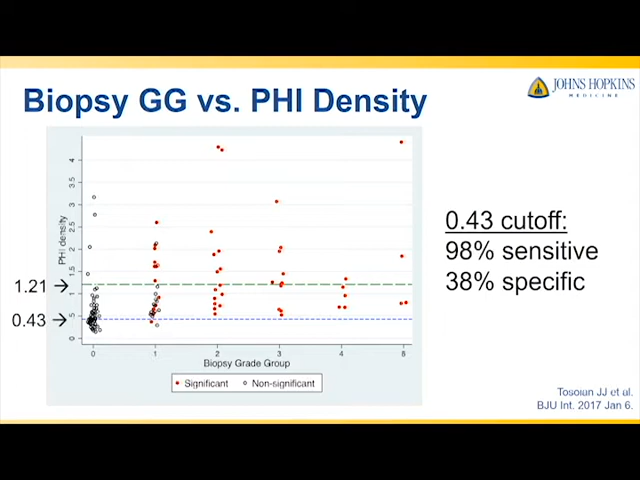 JOHNS HOPKINS
MEDICINE
Biopsy GG vs. PHI Density
4
3.5
3
2.5
2
1.5
1
.5
0
PHI density
1.21 →
0.43 →
0 1 2 3 4 8
Biopsy Grade Group
Significant Non-significant
0.43 cutoff:
98% sensitive
38% specific
Tosoian JJ et al.
BJU Int. 2017 Jan 6.